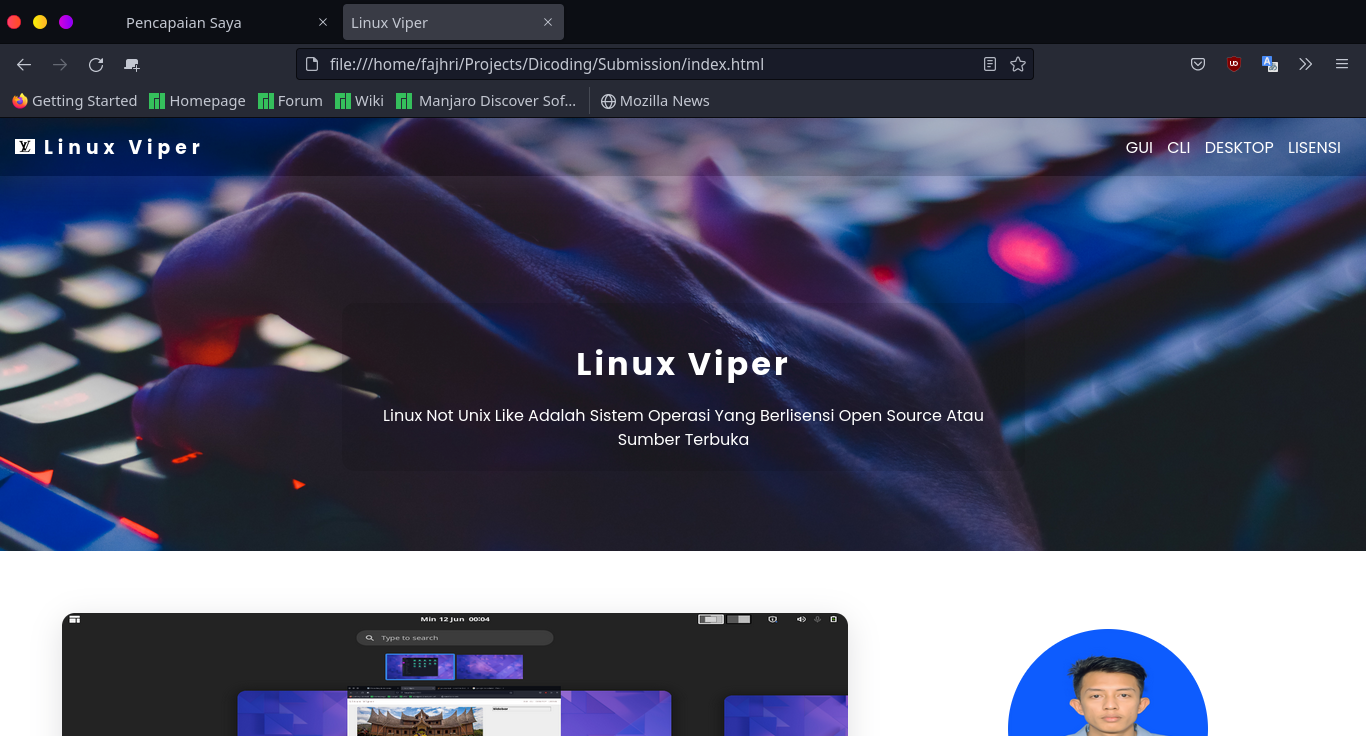 Pencapaian Saya
Linux Viper
file:///home/fajhri/Projects/Dicoding/Submission/index.html
Getting Started Homepage Forum Wiki Manjaro Discover Sof... Mozilla News
Linux Viper
GUI CLI DESKTOP LISENSI
Linux Viper
Linux Not Unix Like Adalah Sistem Operasi Yang Berlisensi Open Source Atau
Sumber Terbuka
Min 12 Jun 00:04
Type to search